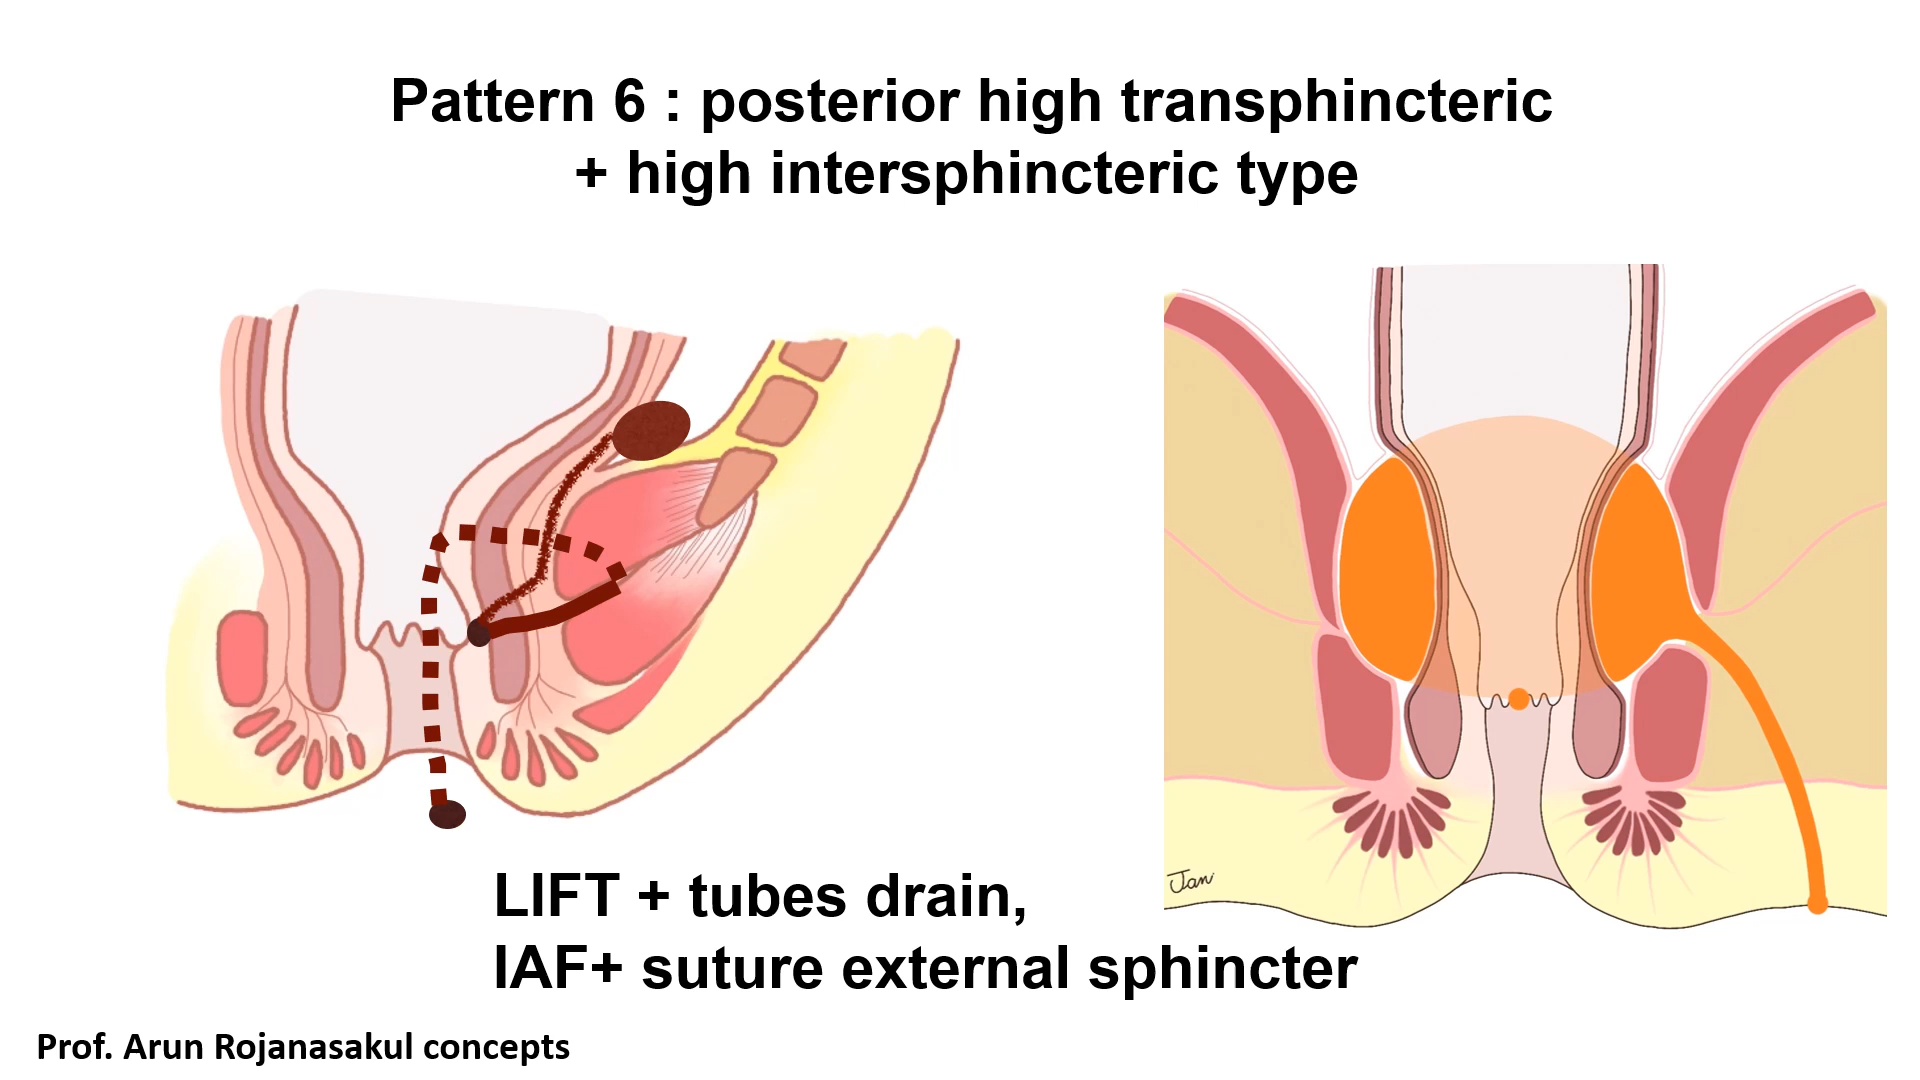 Pattern 6 : posterior high transphincteric
+ high intersphincteric type
Jan
LIFT + tubes drain,
IAF+ suture external sphincter
Prof. Arun Rojanasakul concepts